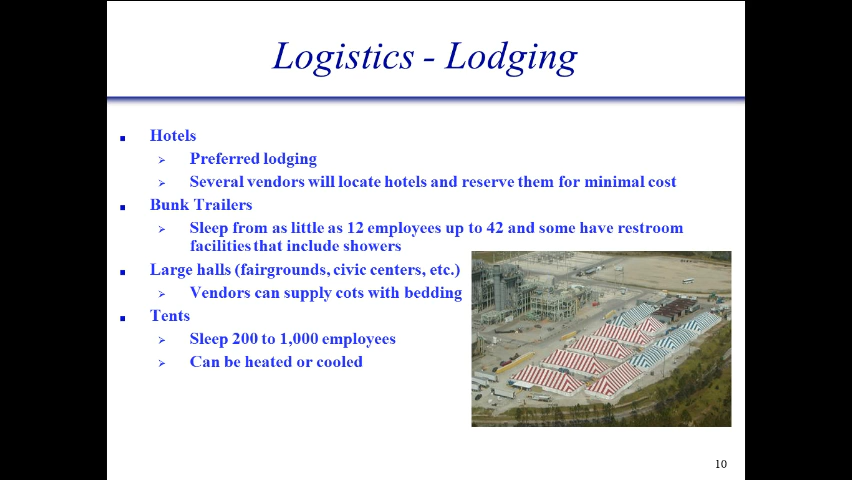 Logistics - Lodging
Hotels
Preferred lodging
Several vendors will locate hotels and reserve them for minimal cost
Bunk Trailers
Sleep from as little as 12 employees up to 42 and some have restroom
facilities that include showers
Large halls (fairgrounds, civic centers, etc.)
Vendors can supply cots with bedding
Tents
Sleep 200 to 1,000 employees
Can be heated or cooled
10